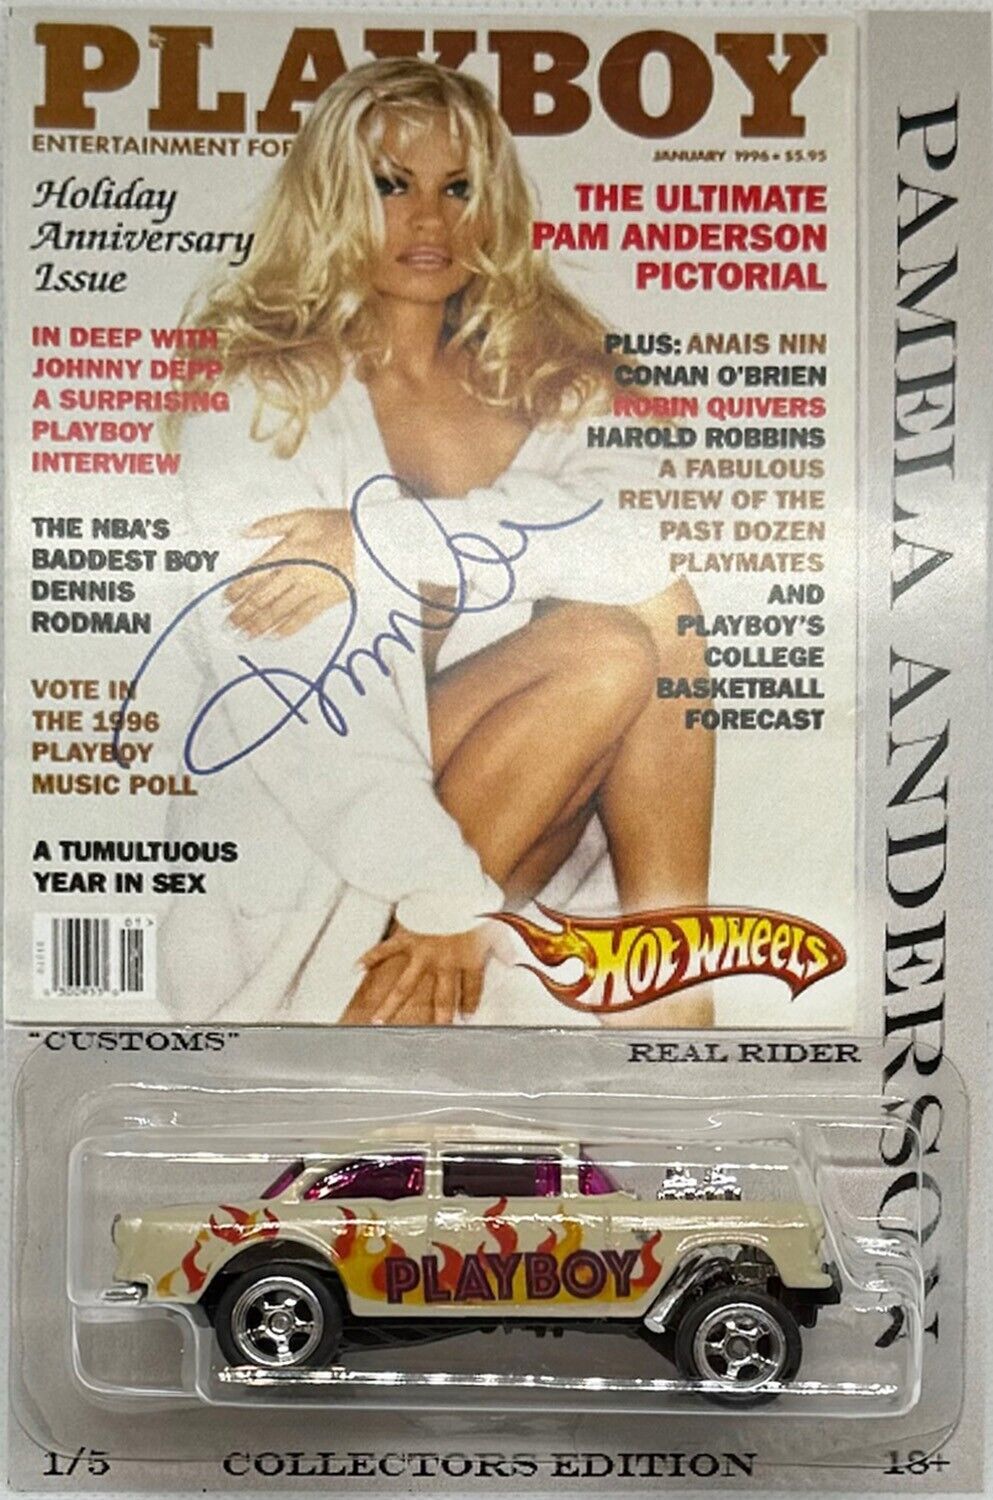 PLAYBOY
ENTERTAINMENT FOR
JANUARY 1996 • $5.95
Holiday
Anniversary
Issue
THE ULTIMATE
PAM ANDERSON
PICTORIAL
IN DEEP WITH
JOHNNY DEPP
A SURPRISING
PLAYBOY
INTERVIEW
THE NBA'S
BADDEST BOY
DENNIS
RODMAN
VOTE IN
THE 1996
PLAYBOY
MUSIC POLL
A TUMULTUOUS
YEAR IN SEX
PLUS: ANAIS NIN
CONAN O'BRIEN
ROBIN QUIVERS
HAROLD ROBBINS
A FABULOUS
REVIEW OF THE
PAST DOZEN
PLAYMATES
AND
PLAYBOY'S
COLLEGE
BASKETBALL
FORECAST
HOT WHEELS
PAMELA ANDERSON
"CUSTOMS"
REAL RIDER
PLAYBOY
1/5
COLLECTORS EDITION
18+